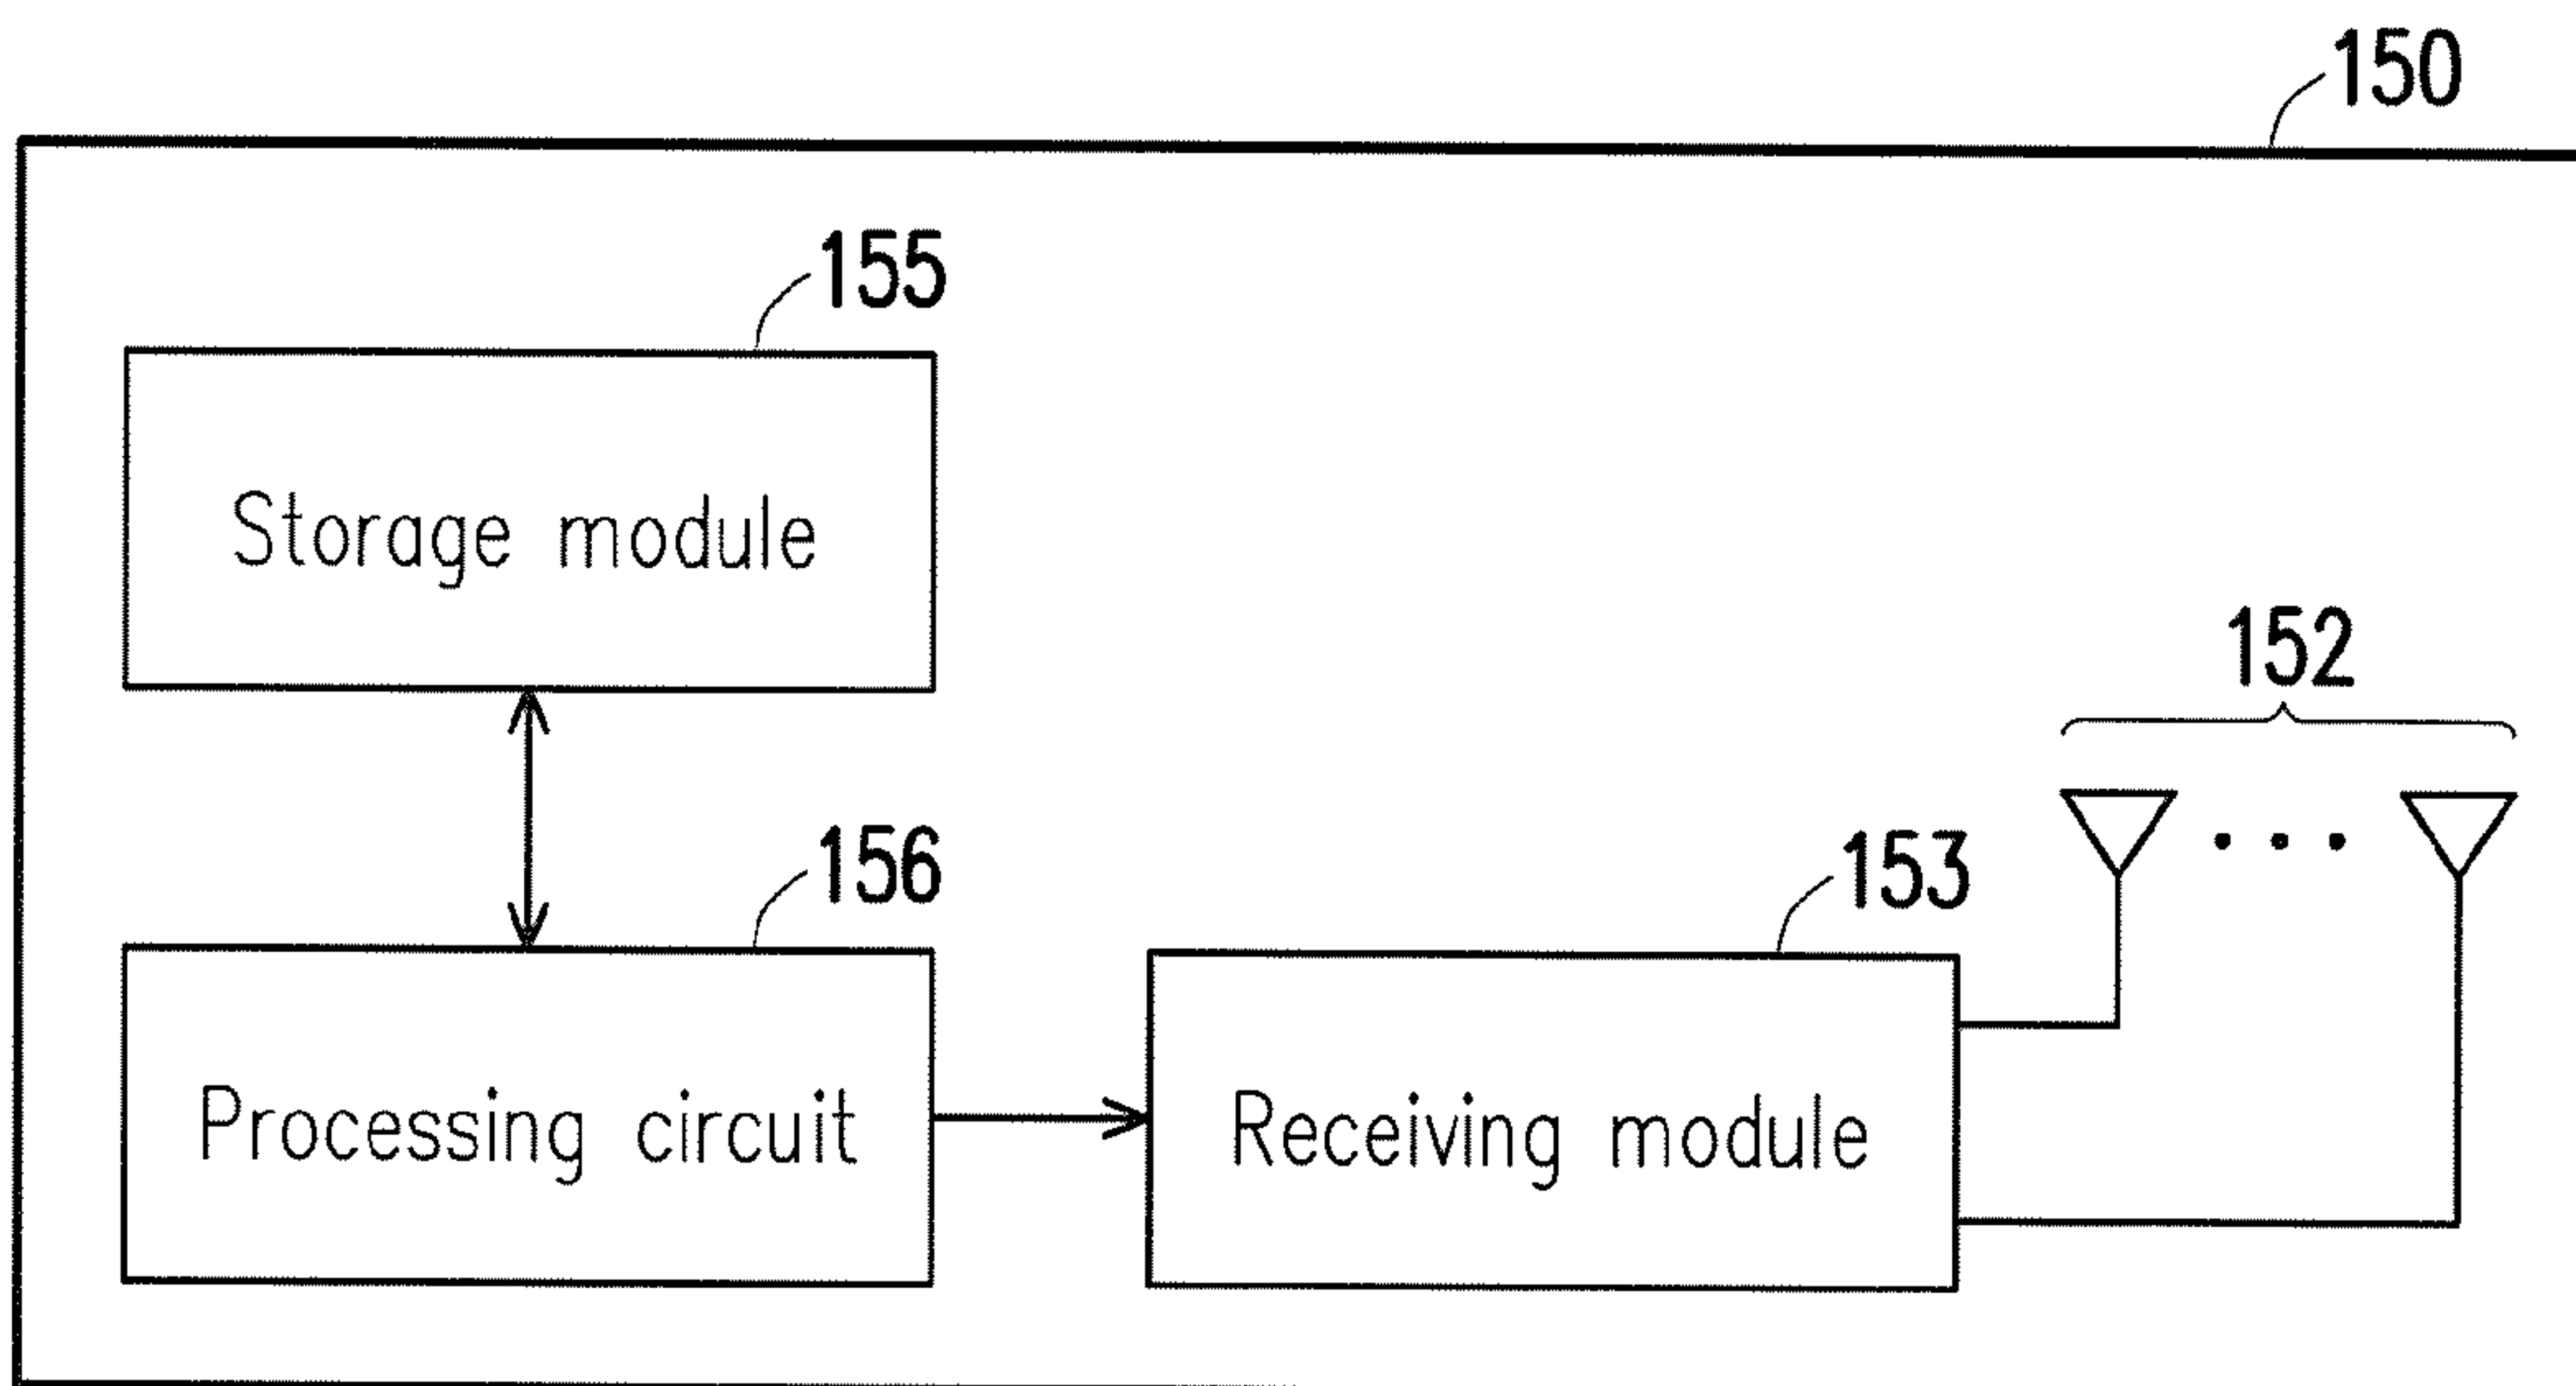 150
155
Storage module
152
156
153
Processing circuit
Receiving module